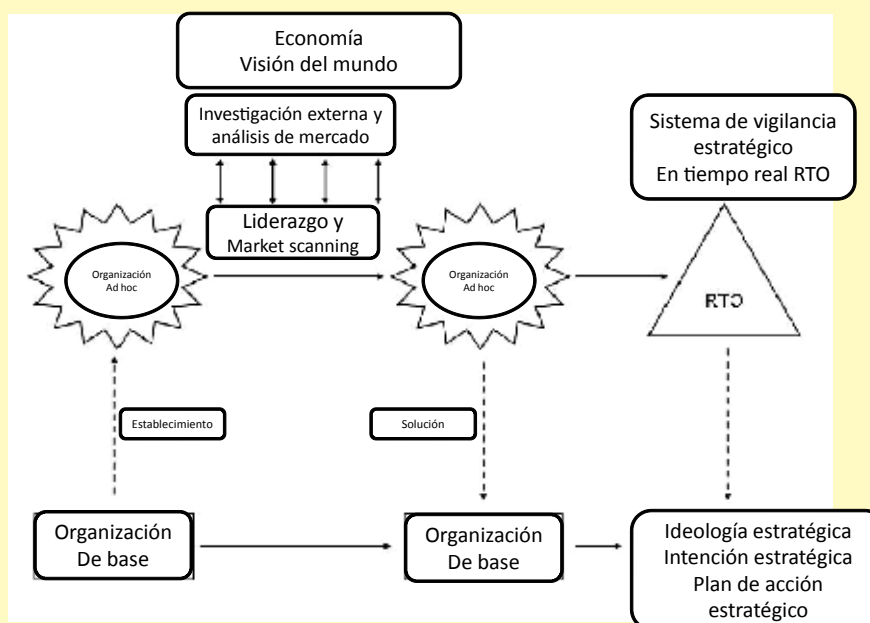 Economía
Visión del mundo
Investigación externa y
análisis de mercado
Sistema de vigilancia
estratégico
En tiempo real RTO
Liderazgo y
Market scanning
Organización
Ad hoc
Organización
Ad hoc
RTO
Establecimiento
Solución
Organización
De base
Organización
De base
Ideología estratégica
Intención estratégica
Plan de acción
estratégico